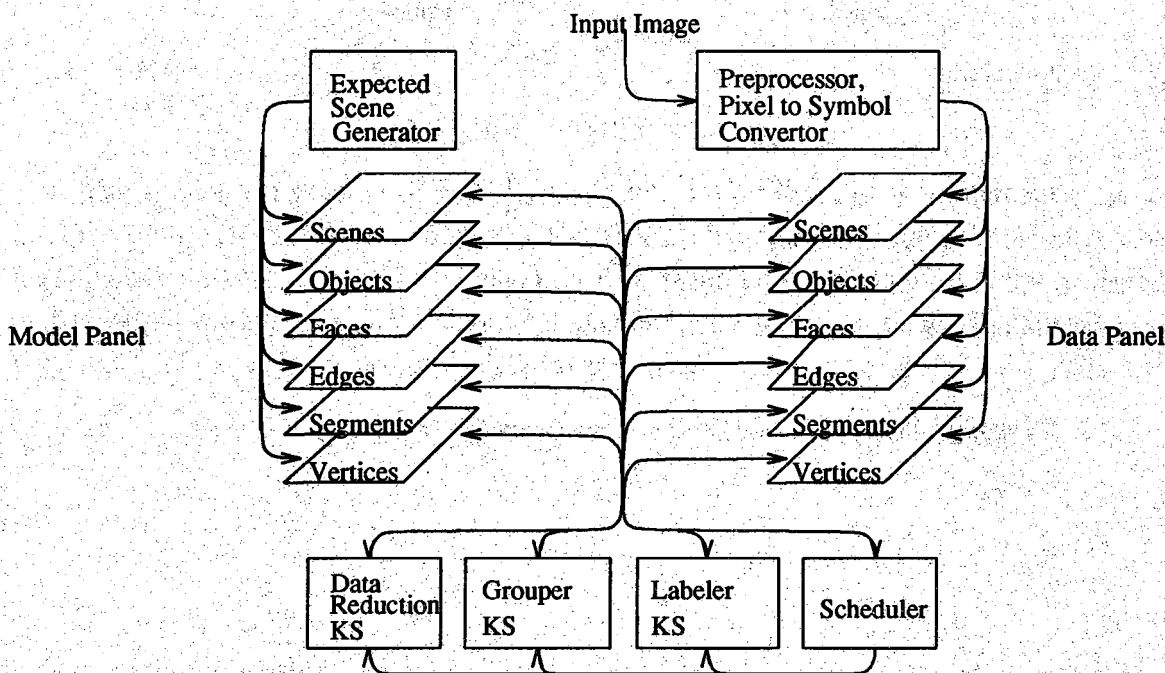 Input Image
Expected
Scene
Generator
Preprocessor,
Pixel to Symbol
Convertor
Model Panel
Scenes
Objects
Faces
Edges
Segments
Vertices
Scenes
Objects
Faces
Edges
Segments
Vertices
Data Panel
Data
Reduction
KS
Grouper
KS
Labeler
KS
Scheduler